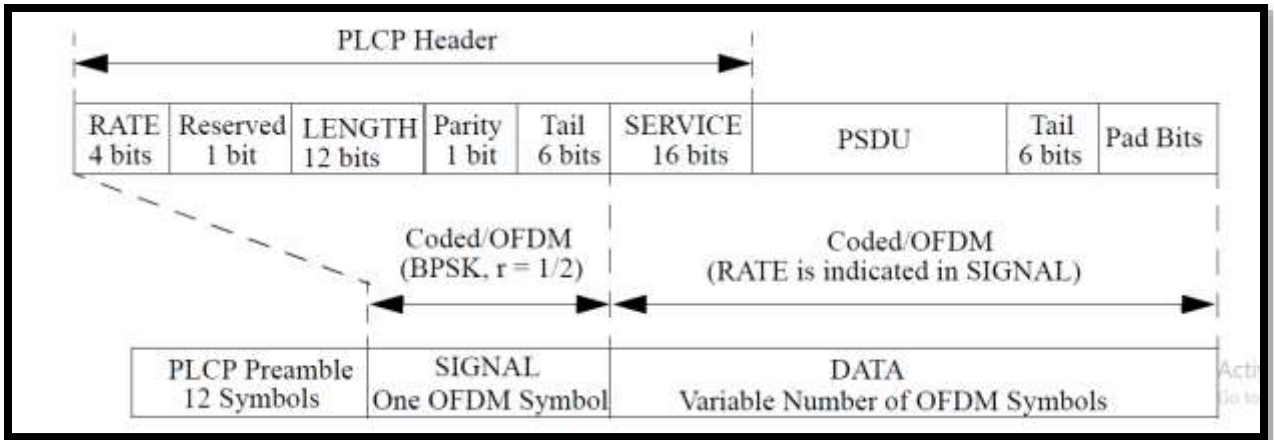 PLCP Header
RATE Reserved LENGTH Parity Tail SERVICE PSDU Tail Pad Bits
4 bits 1 bit 12 bits 1 bit 6 bits 16 bits 6 bits
Coded/OFDM Coded/OFDM
(BPSK, r = 1/2) (RATE is indicated in SIGNAL)
PLCP Preamble SIGNAL DATA
12 Symbols One OFDM Symbol Variable Number of OFDM Symbols